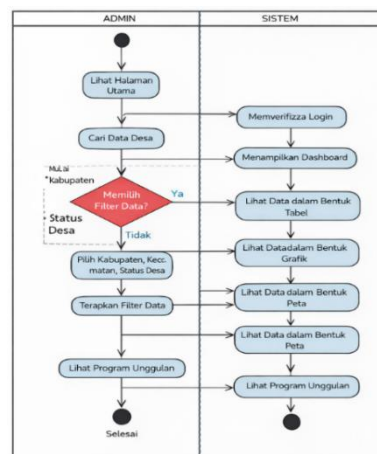 ADMIN
SISTEM
Lihat Halaman
Utama
Memverifizza Login
Cari Data Desa
Menampilkan Dashboard
Mulai
Kabupaten
Memilih
Filter Data?
Ya
Lihat Data dalam Bentuk
Tabel
Status
Desa
Tidak
Lihat Datadalam Bentuk
Grafik
Pilih Kabupaten, Kecc.
matan, Status Desa
Lihat Data dalam Bentuk
Peta
Terapkan Filter Data
Lihat Data dalam Bentuk
Peta
Lihat Program Unggulan
Lihat Program Unggulan
Selesai